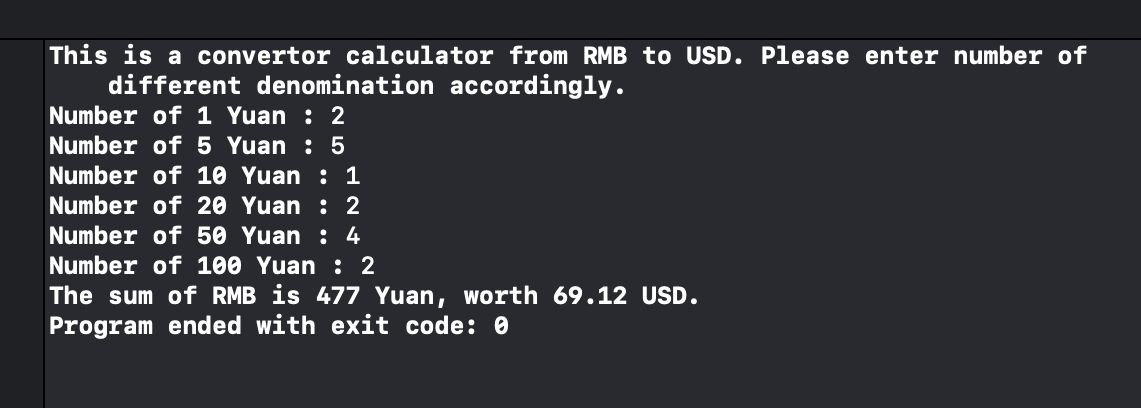 This is a convertor calculator from RMB to USD. Please enter number of
different denomination accordingly.
Number of 1 Yuan : 2
Number of 5 Yuan : 5
Number of 10 Yuan : 1
Number of 20 Yuan : 2
Number of 50 Yuan : 4
Number of 100 Yuan : 2
The sum of RMB is 477 Yuan, worth 69.12 USD.
Program ended with exit code: 0